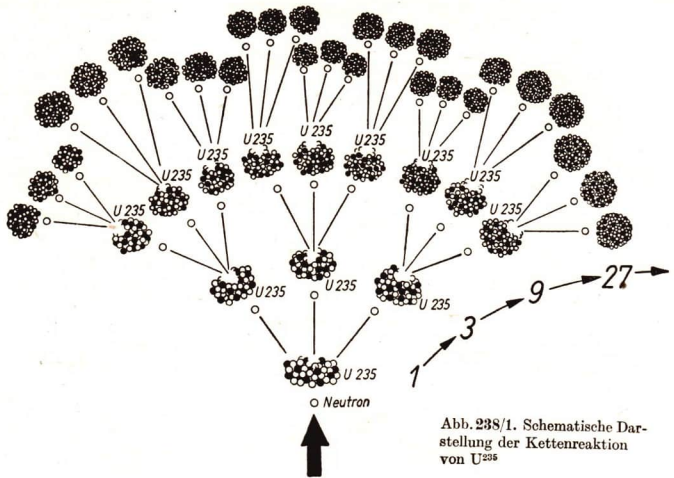 U 235
U 235
U 235
U 235
U 235
U 235
U 235
U 235
U 235
U 235
U 235
U 235
1 3 9 27
U 235
Neutron
Abb. 238/1. Schematische Dar-
stellung der Kettenreaktion
von U²³⁵